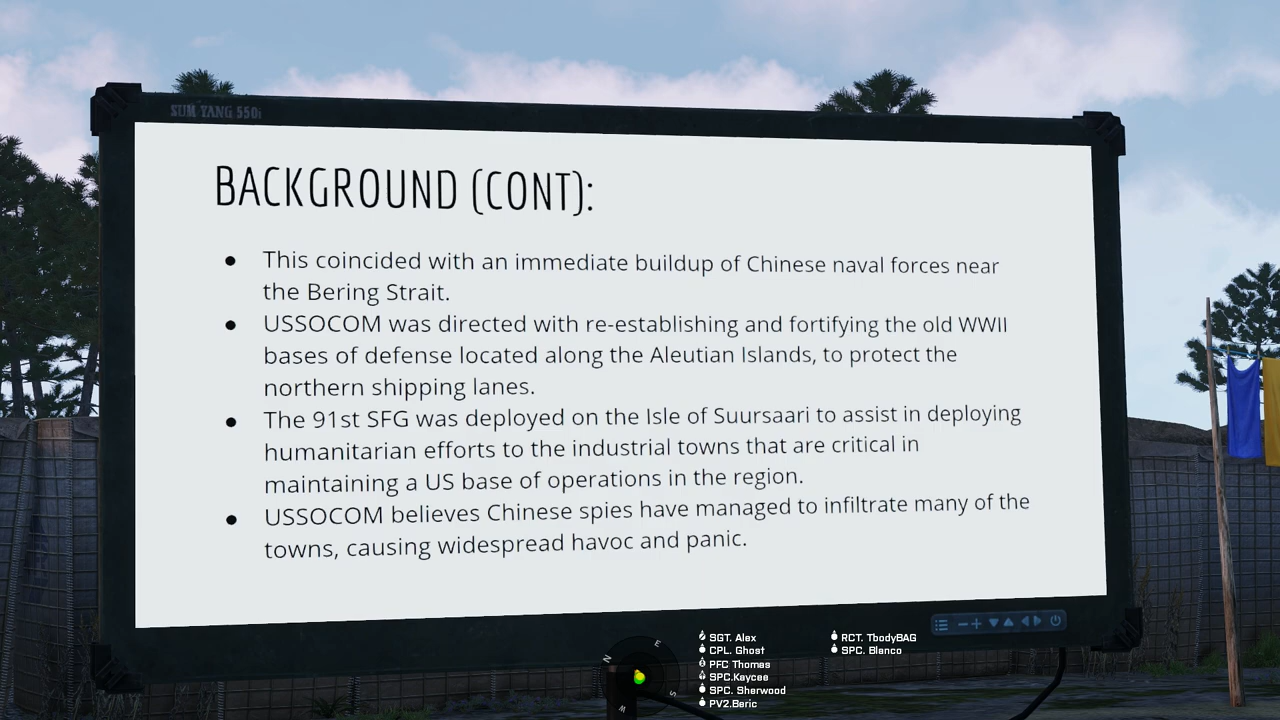 SUM YANG 550i
BACKGROUND (CONT):
● This coincided with an immediate buildup of Chinese naval forces near
the Bering Strait.
● USSOCOM was directed with re-establishing and fortifying the old WWII
bases of defense located along the Aleutian Islands, to protect the
northern shipping lanes.
● The 91st SFG was deployed on the Isle of Suursaari to assist in deploying
humanitarian efforts to the industrial towns that are critical in
maintaining a US base of operations in the region.
● USSOCOM believes Chinese spies have managed to infiltrate many of the
towns, causing widespread havoc and panic.
N E S W
SGT. Alex
CPL. Ghost
PFC Thomas
SPC.Kaycee
SPC. Sherwood
PV2.Beric
RCT. TbodyBAG
SPC. Blanco